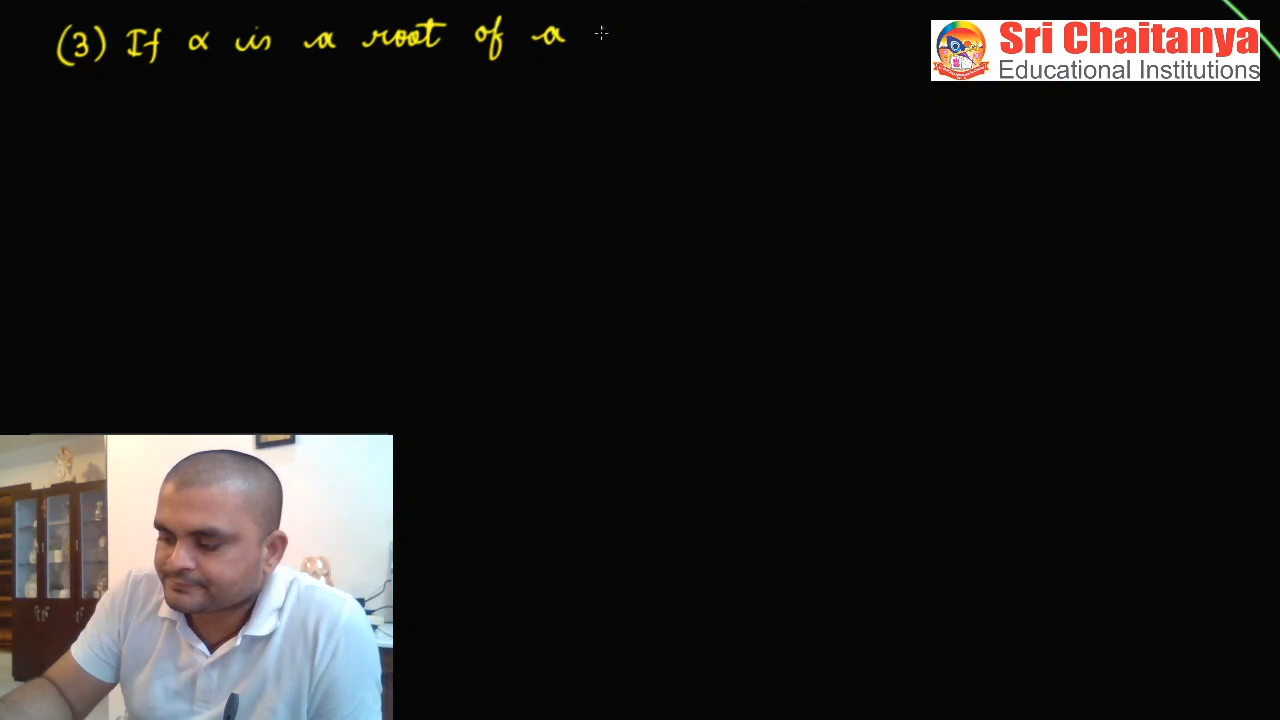 (3) If α is a root of a
Sri Chaitanya
Educational Institutions